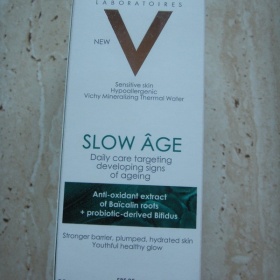 LABORATOIRES
NEW
V
Sensitive skin
Hypoallergenic
Vichy Mineralizing Thermal Water
SLOW ÂGE
Daily care targeting
developing signs
of ageing
Anti-oxidant extract
of Baïcalin roots
+ probiotic-derived Bifidus
Stronger barrier, plumped, hydrated skin
Youthful healthy glow